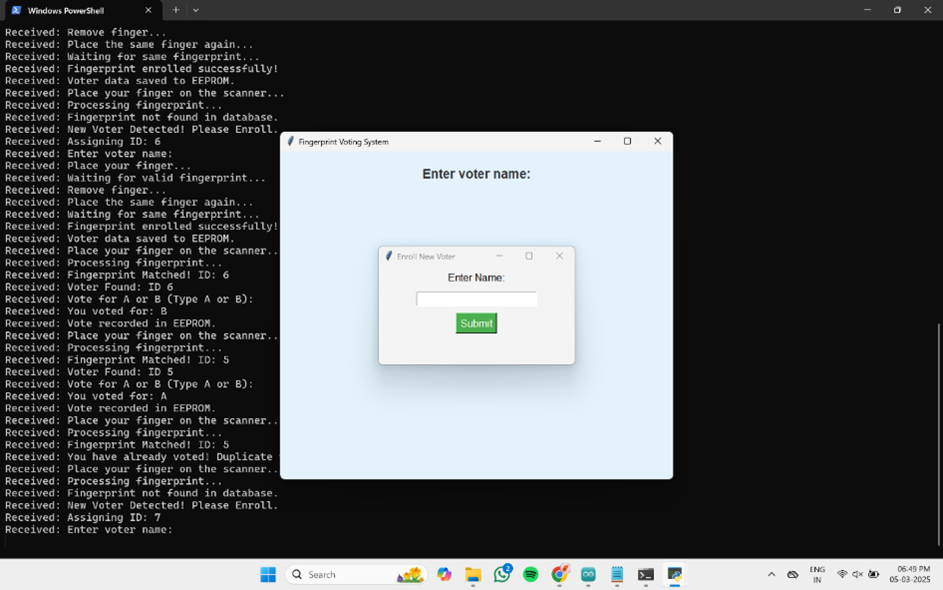 Windows PowerShell
Received: Remove finger...
Received: Place the same finger again...
Received: Waiting for same fingerprint...
Received: Fingerprint enrolled successfully!
Received: Voter data saved to EEPROM.
Received: Place your finger on the scanner...
Received: Processing fingerprint...
Received: Fingerprint not found in database.
Received: New Voter Detected! Please Enroll.
Received: Assigning ID: 6
Received: Enter voter name:
Received: Place your finger...
Received: Waiting for valid fingerprint...
Received: Remove finger...
Received: Place the same finger again...
Received: Waiting for same fingerprint...
Received: Fingerprint enrolled successfully!
Received: Voter data saved to EEPROM.
Received: Place your finger on the scanner..
Received: Processing fingerprint...
Received: Fingerprint Matched! ID: 6
Received: Voter Found: ID 6
Received: Vote for A or B (Type A or B):
Received: You voted for: B
Received: Vote recorded in EEPROM.
Received: Place your finger on the scanner..
Received: Processing fingerprint...
Received: Fingerprint Matched! ID: 5
Received: Voter Found: ID 5
Received: Vote for A or B (Type A or B):
Received: You voted for: A
Received: Vote recorded in EEPROM.
Received: Place your finger on the scanner..
Received: Processing fingerprint...
Received: Fingerprint Matched! ID: 5
Received: You have already voted! Duplicate
Received: Place your finger on the scanner..
Received: Processing fingerprint...
Received: Fingerprint not found in database.
Received: New Voter Detected! Please Enroll.
Received: Assigning ID: 7
Received: Enter voter name:
Fingerprint Voting System
Enter voter name:
Enroll New Voter
Enter Name:
Submit
Search
2
ENG
IN
06:49 PM
05-03-2025